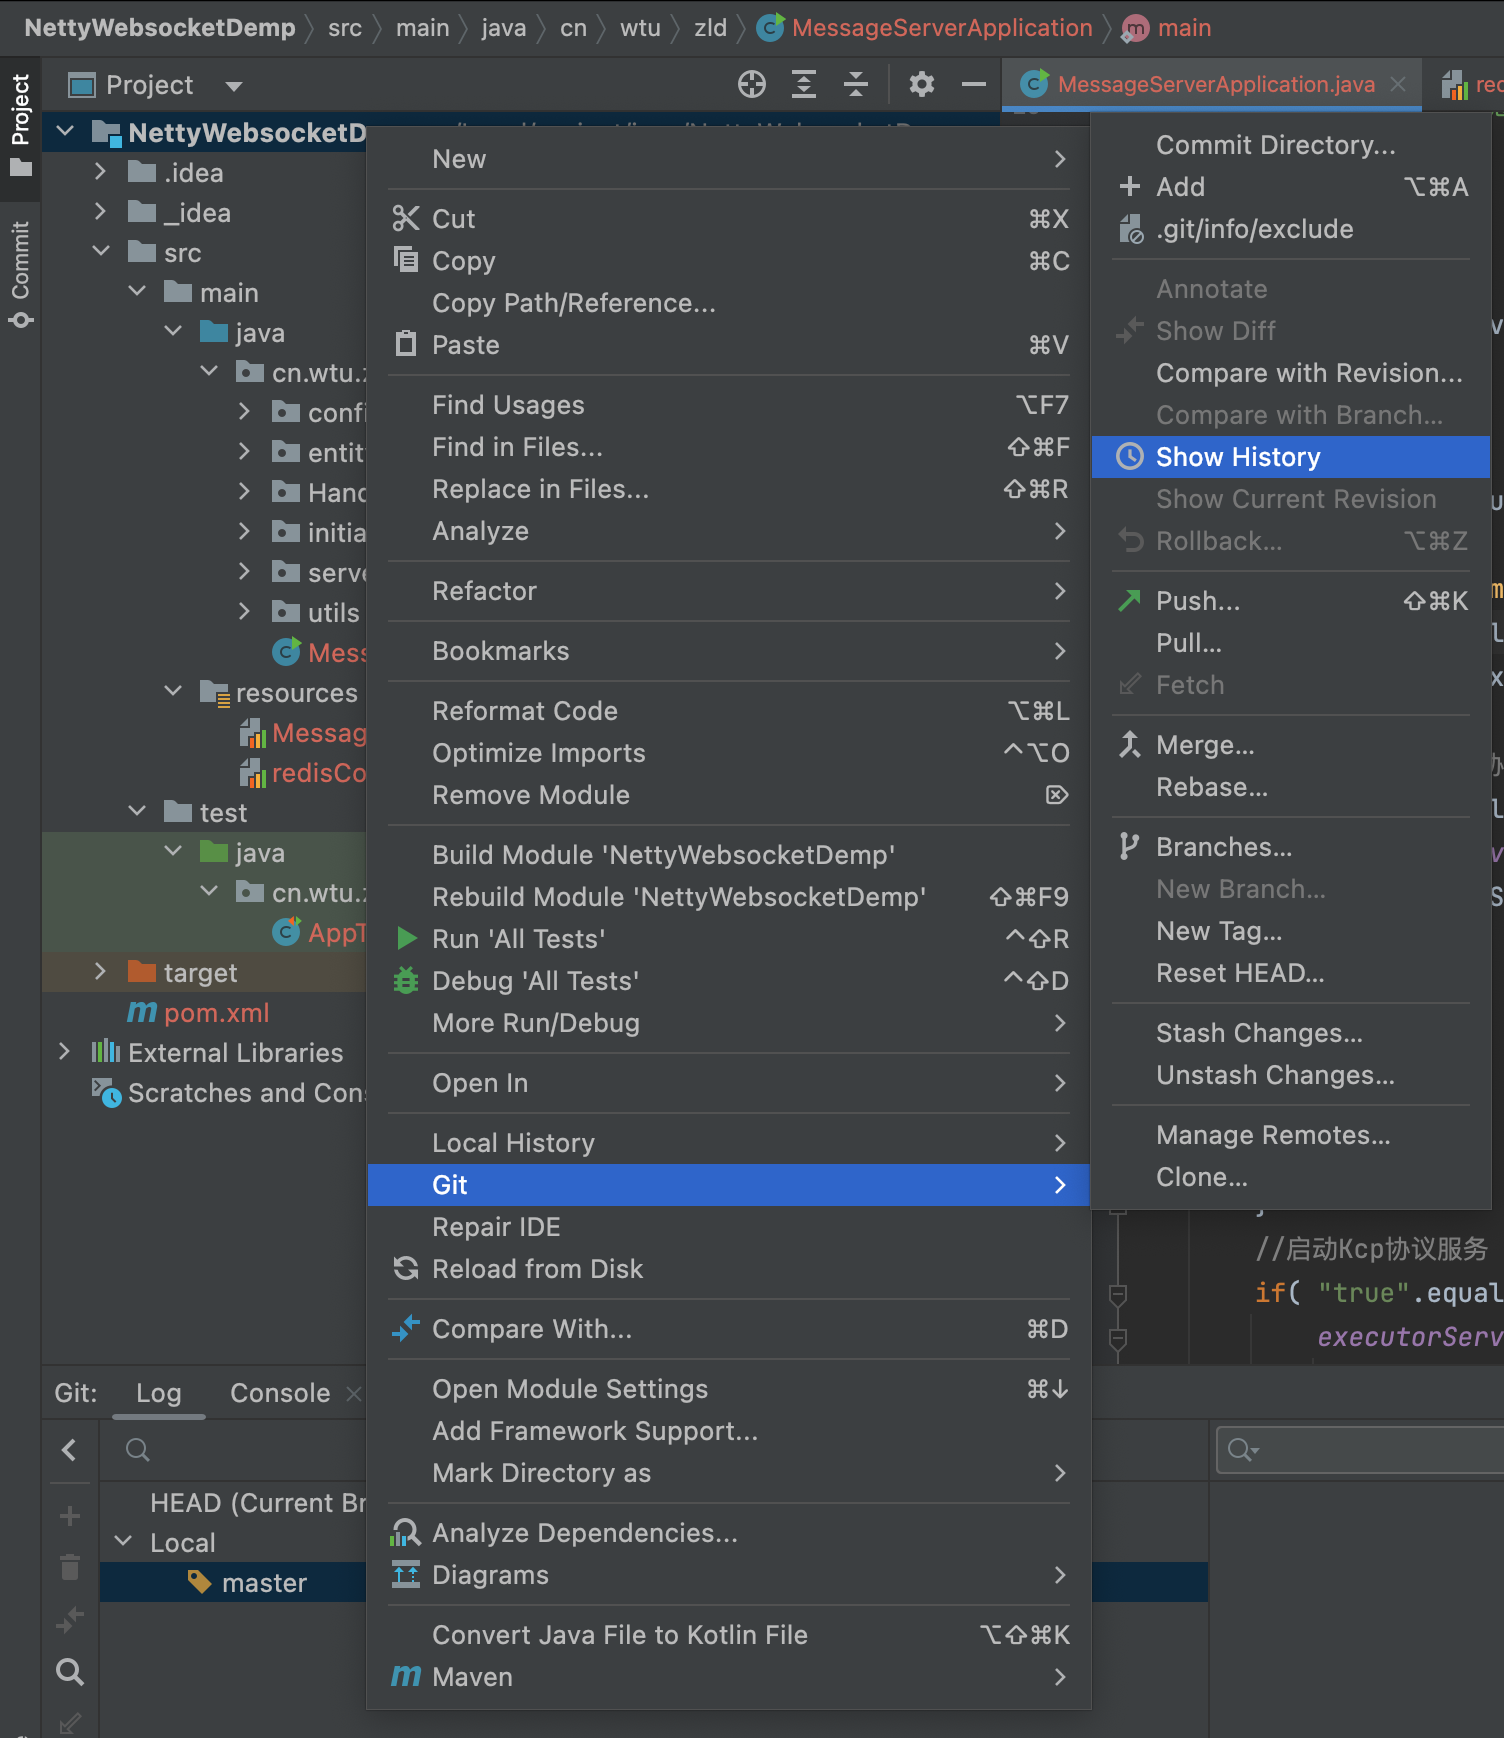 NettyWebsocketDemp src main java cn wtu zld MessageServerApplication main
Project
MessageServerApplication.java
Project
Commit
NettyWebsocketD
.idea
_idea
src
main
java
cn.wtu.z
confi
entit
Hand
initia
serve
utils
Mess
resources
Messag
redisCo
test
java
cn.wtu.z
AppT
target
pom.xml
External Libraries
Scratches and Cons
New
Cut ⌘X
Copy ⌘C
Copy Path/Reference...
Paste ⌘V
Find Usages ⌥F7
Find in Files... ⇧⌘F
Replace in Files... ⇧⌘R
Analyze
Refactor
Bookmarks
Reformat Code ⌥⌘L
Optimize Imports ^⌥O
Remove Module ⌦
Build Module 'NettyWebsocketDemp'
Rebuild Module 'NettyWebsocketDemp' ⇧⌘F9
Run 'All Tests' ^⇧R
Debug 'All Tests' ^⇧D
More Run/Debug
Open In
Local History
Git
Repair IDE
Reload from Disk
Compare With... ⌘D
Open Module Settings ⌘↓
Add Framework Support...
Mark Directory as
Analyze Dependencies...
Diagrams
Convert Java File to Kotlin File ⌥⇧⌘K
Maven
Commit Directory...
Add ⌥⌘A
.git/info/exclude
Annotate
Show Diff
Compare with Revision...
Compare with Branch...
Show History
Show Current Revision
Rollback... ⌥⌘Z
Push... ⇧⌘K
Pull...
Fetch
Merge...
Rebase...
Branches...
New Branch...
New Tag...
Reset HEAD...
Stash Changes...
Unstash Changes...
Manage Remotes...
Clone...
}
//启动Kcp协议服务
if( "true".equal
executorServ
Git: Log Console
HEAD (Current Br
Local
master